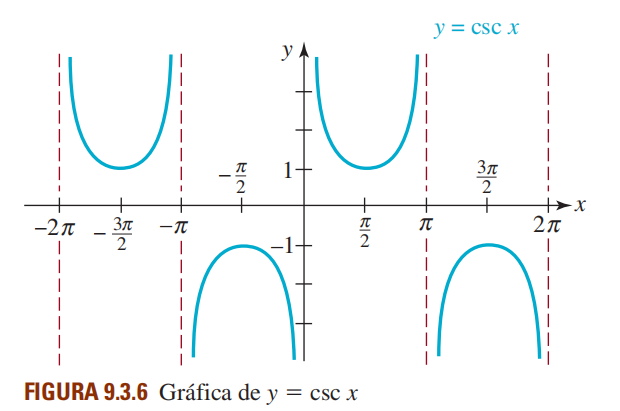 y = csc x
y
1
−π/2
3π/2
x
−2π
−3π/2
−π
π/2
π
2π
−1
FIGURA 9.3.6 Gráfica de y = csc x